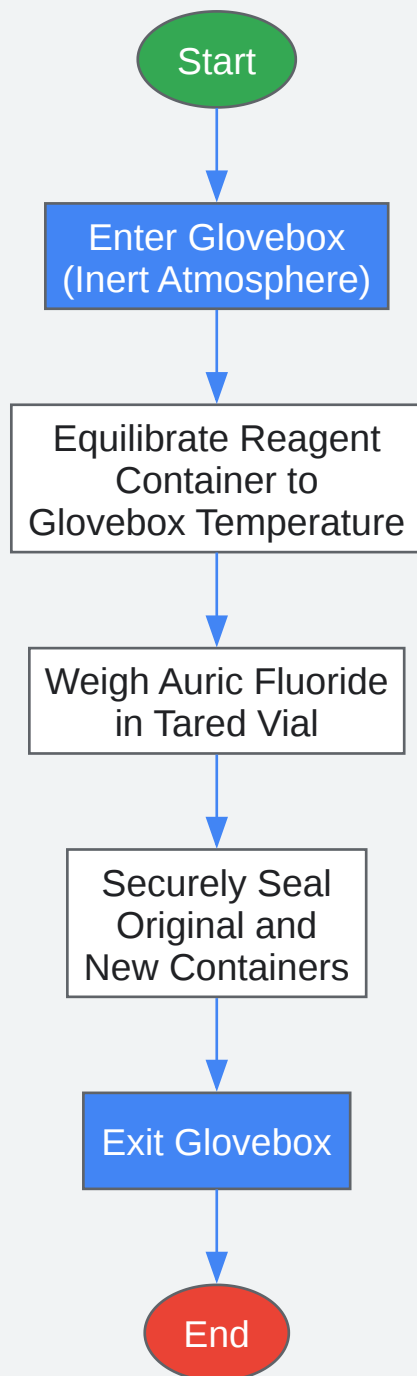 Start
Enter Glovebox
(Inert Atmosphere)
Equilibrate Reagent
Container to
Glovebox Temperature
Weigh Auric Fluoride
in Tared Vial
Securely Seal
Original and
New Containers
Exit Glovebox
End